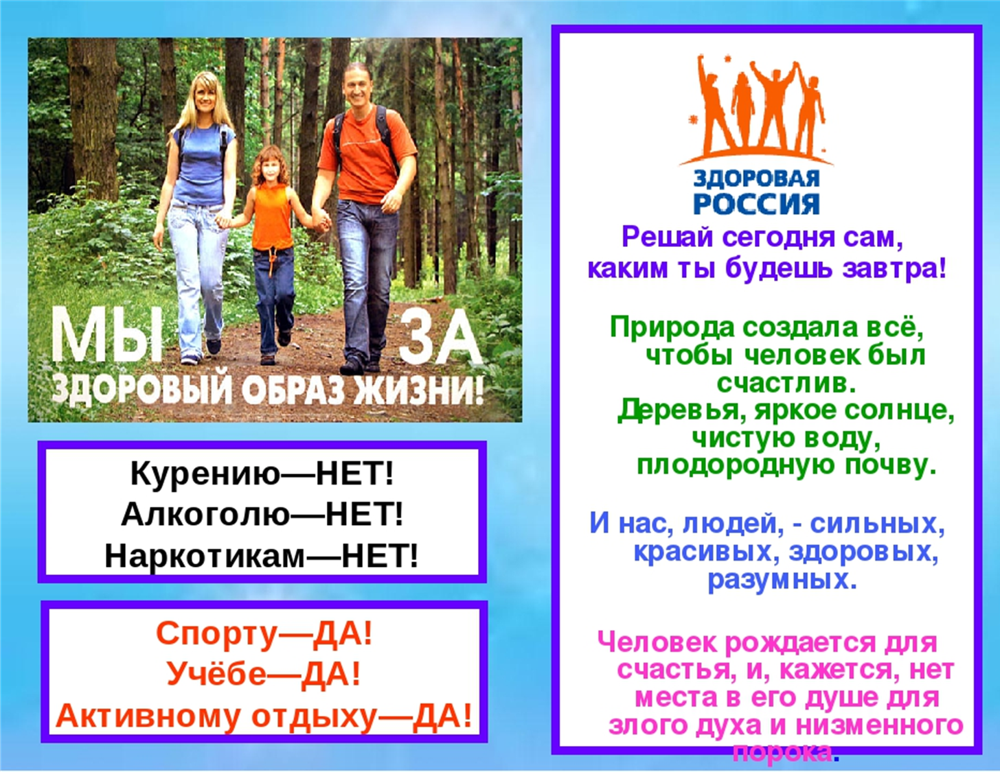 МЫ ЗА
ЗДОРОВЫЙ ОБРАЗ ЖИЗНИ!
Курению—НЕТ!
Алкоголю—НЕТ!
Наркотикам—НЕТ!
Спорту—ДА!
Учёбе—ДА!
Активному отдыху—ДА!
ЗДОРОВАЯ
РОССИЯ
Решай сегодня сам,
каким ты будешь завтра!
Природа создала всё,
чтобы человек был
счастлив.
Деревья, яркое солнце,
чистую воду,
плодородную почву.
И нас, людей, - сильных,
красивых, здоровых,
разумных.
Человек рождается для
счастья, и, кажется, нет
места в его душе для
злого духа и низменного
порока.